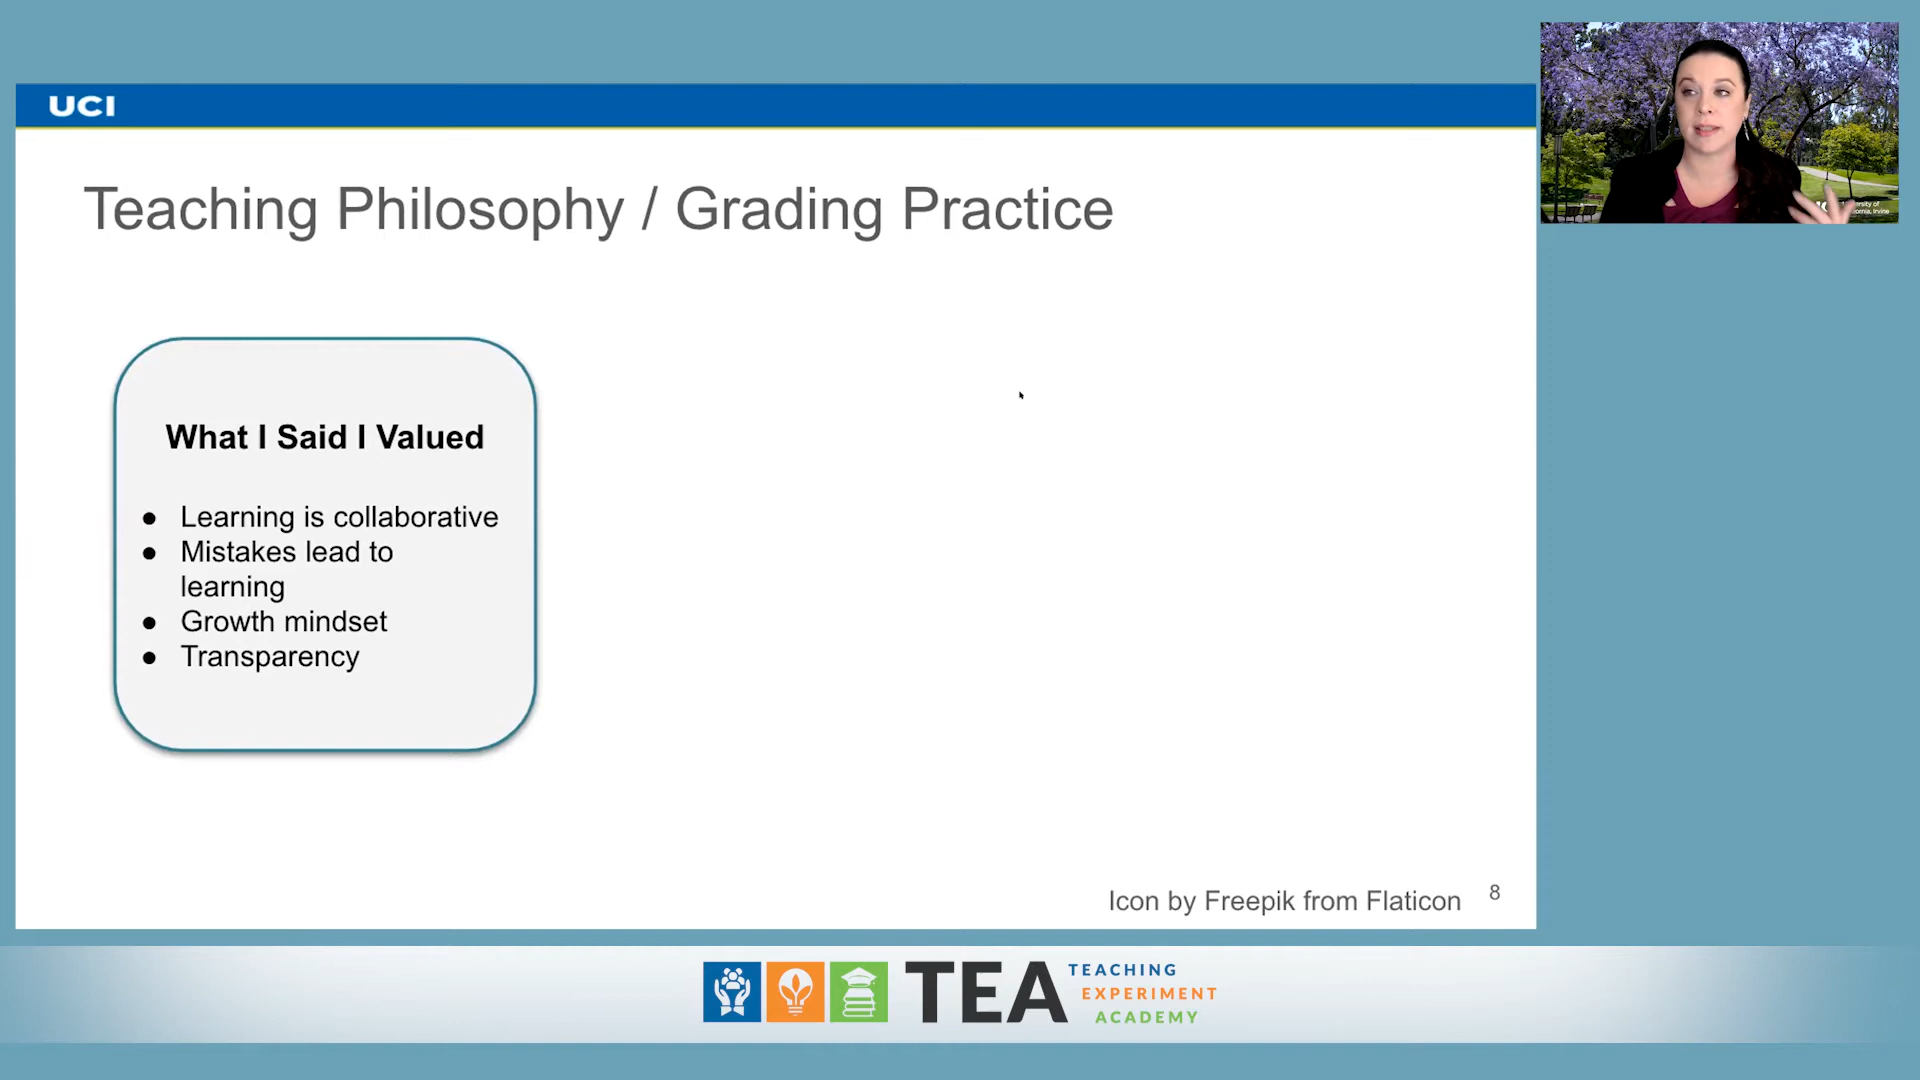 UCI
Teaching Philosophy / Grading Practice
What I Said I Valued
● Learning is collaborative
● Mistakes lead to
learning
● Growth mindset
● Transparency
Icon by Freepik from Flaticon
8
TEA
TEACHING
EXPERIMENT
ACADEMY